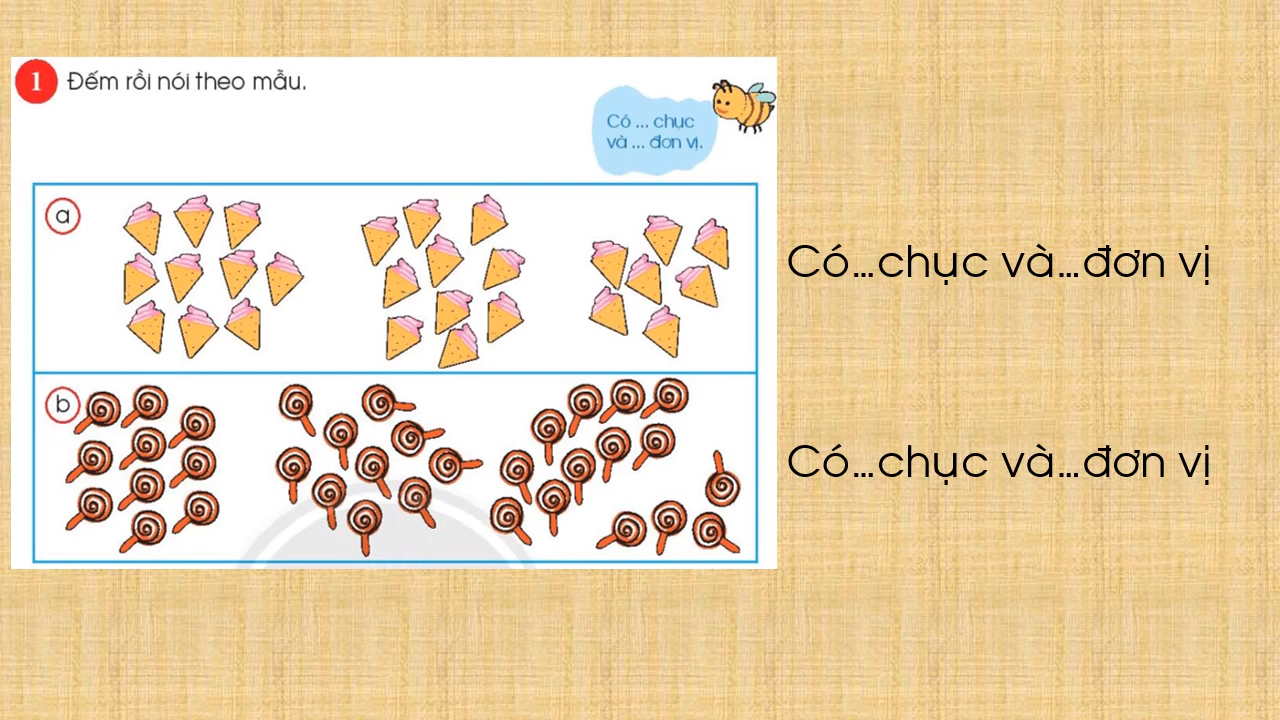 1 Đếm rồi nói theo mẫu.
Có ... chục
và ... đơn vị.
a
Có...chục và...đơn vị
b
Có...chục và...đơn vị